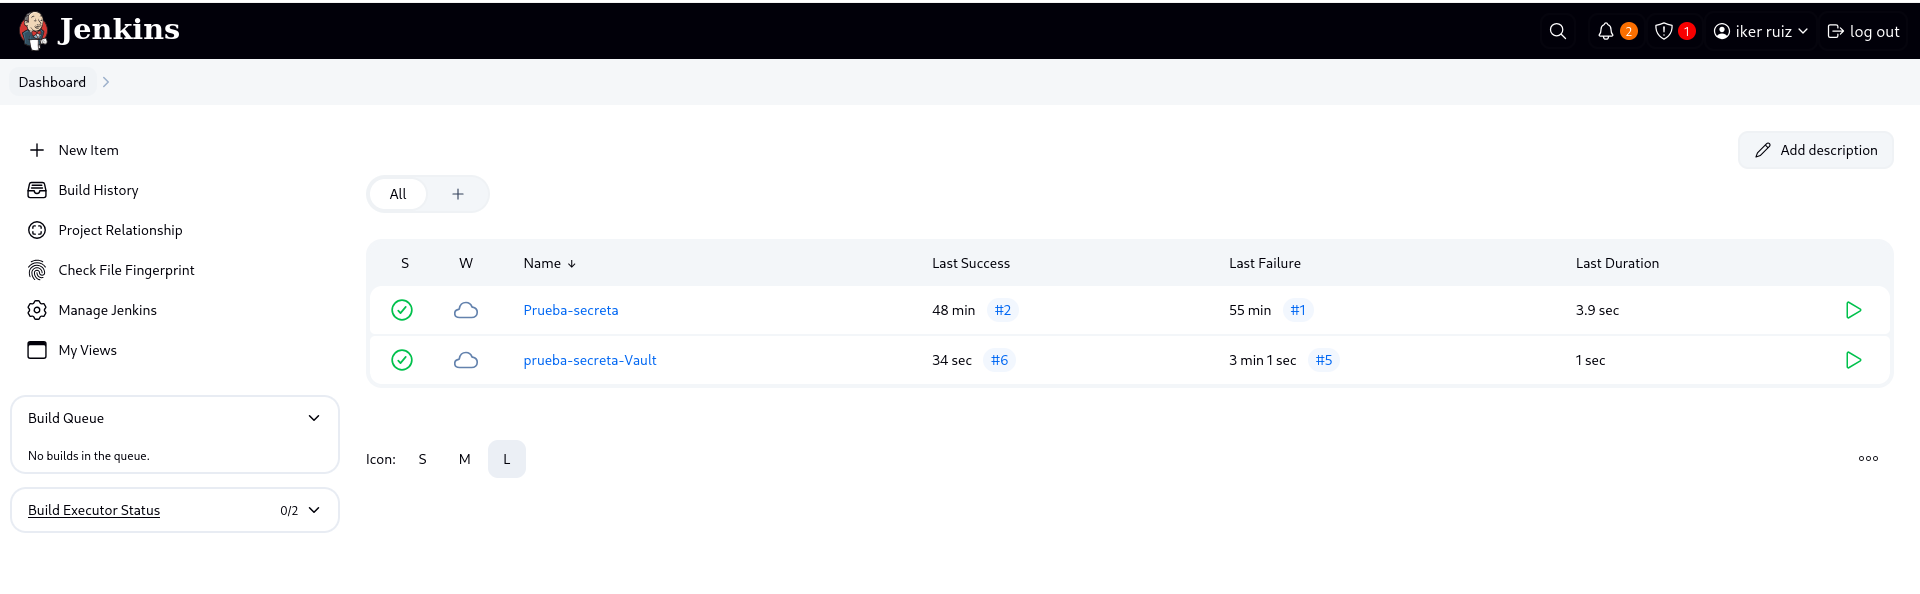 Jenkins 2 1 iker ruiz log out
Dashboard
New Item
Build History
Project Relationship
Check File Fingerprint
Manage Jenkins
My Views
Build Queue
No builds in the queue.
Build Executor Status 0/2
Add description
All +
S W Name ↓ Last Success Last Failure Last Duration
Prueba-secreta 48 min #2 55 min #1 3.9 sec
prueba-secreta-Vault 34 sec #6 3 min 1 sec #5 1 sec
Icon: S M L